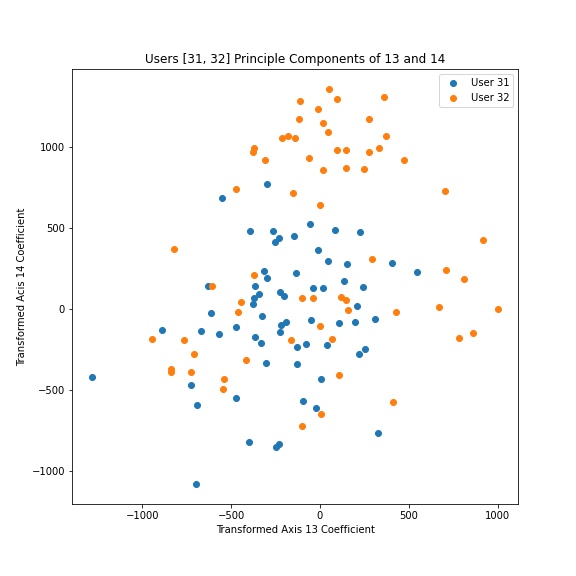 Users [31, 32] Principle Components of 13 and 14
User 31
User 32
Transformed Acis 14 Coefficient
1000
500
0
−500
−1000
−1000
−500
0
500
1000
Transformed Axis 13 Coefficient